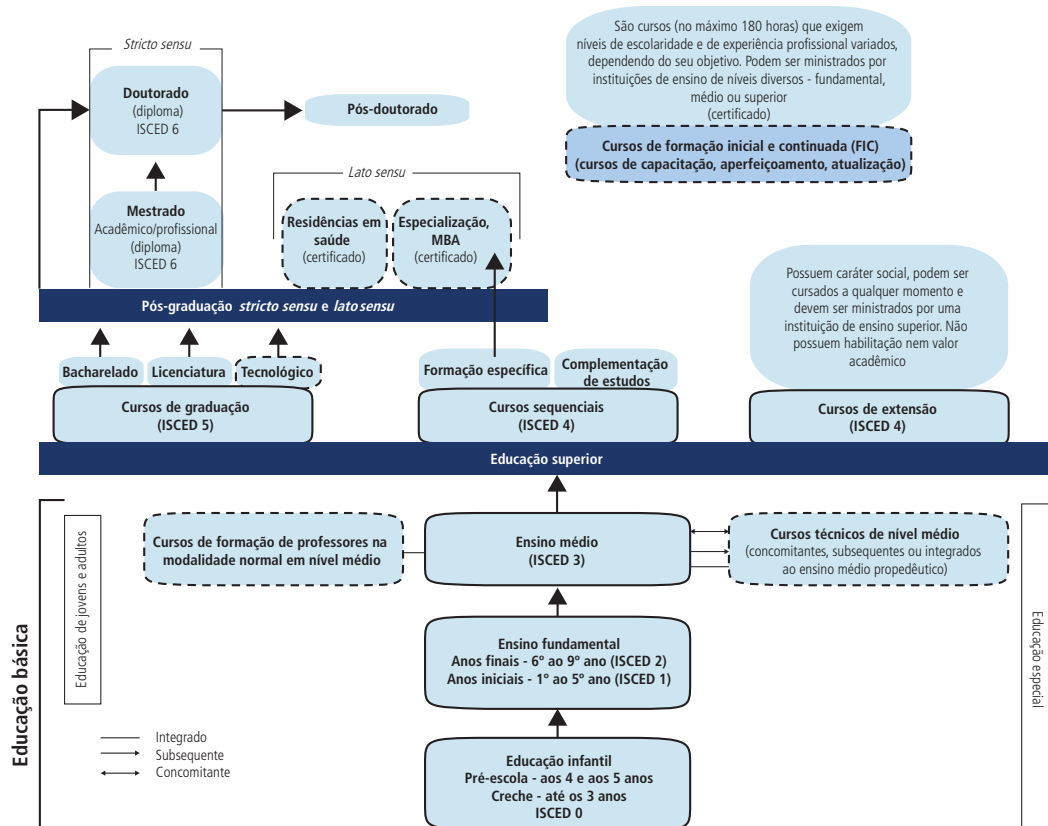 Stricto sensu
Doutorado
(diploma)
ISCED 6
Pós-doutorado
São cursos (no máximo 180 horas) que exigem
níveis de escolaridade e de experiência profissional variados,
dependendo do seu objetivo. Podem ser ministrados por
instituições de ensino de níveis diversos - fundamental,
médio ou superior
(certificado)
Cursos de formação inicial e continuada (FIC)
(cursos de capacitação, aperfeiçoamento, atualização)
Lato sensu
Mestrado
Acadêmico/profissional
(diploma)
ISCED 6
Residências em
saúde
(certificado)
Especialização,
MBA
(certificado)
Possuem caráter social, podem ser
cursados a qualquer momento e
devem ser ministrados por uma
instituição de ensino superior. Não
possuem habilitação nem valor
acadêmico
Pós-graduação stricto sensu e lato sensu
Bacharelado
Licenciatura
Tecnológico
Formação específica
Complementação
de estudos
Cursos de graduação
(ISCED 5)
Cursos sequenciais
(ISCED 4)
Cursos de extensão
(ISCED 4)
Educação superior
Educação básica
Educação de jovens e adultos
Cursos de formação de professores na
modalidade normal em nível médio
Ensino médio
(ISCED 3)
Cursos técnicos de nível médio
(concomitantes, subsequentes ou integrados
ao ensino médio propedêutico)
Educação especial
Ensino fundamental
Anos finais - 6º ao 9º ano (ISCED 2)
Anos iniciais - 1º ao 5º ano (ISCED 1)
Integrado
Subsequente
Concomitante
Educação infantil
Pré-escola - aos 4 e aos 5 anos
Creche - até os 3 anos
ISCED 0